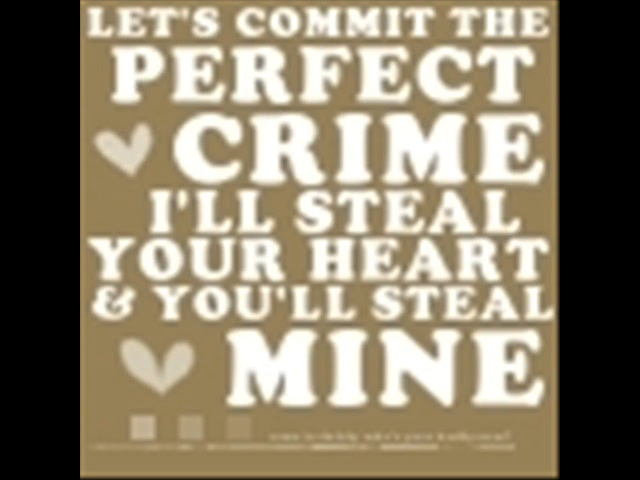 LET'S COMMIT THE
PERFECT
CRIME
I'LL STEAL
YOUR HEART
& YOU'LL STEAL
MINE